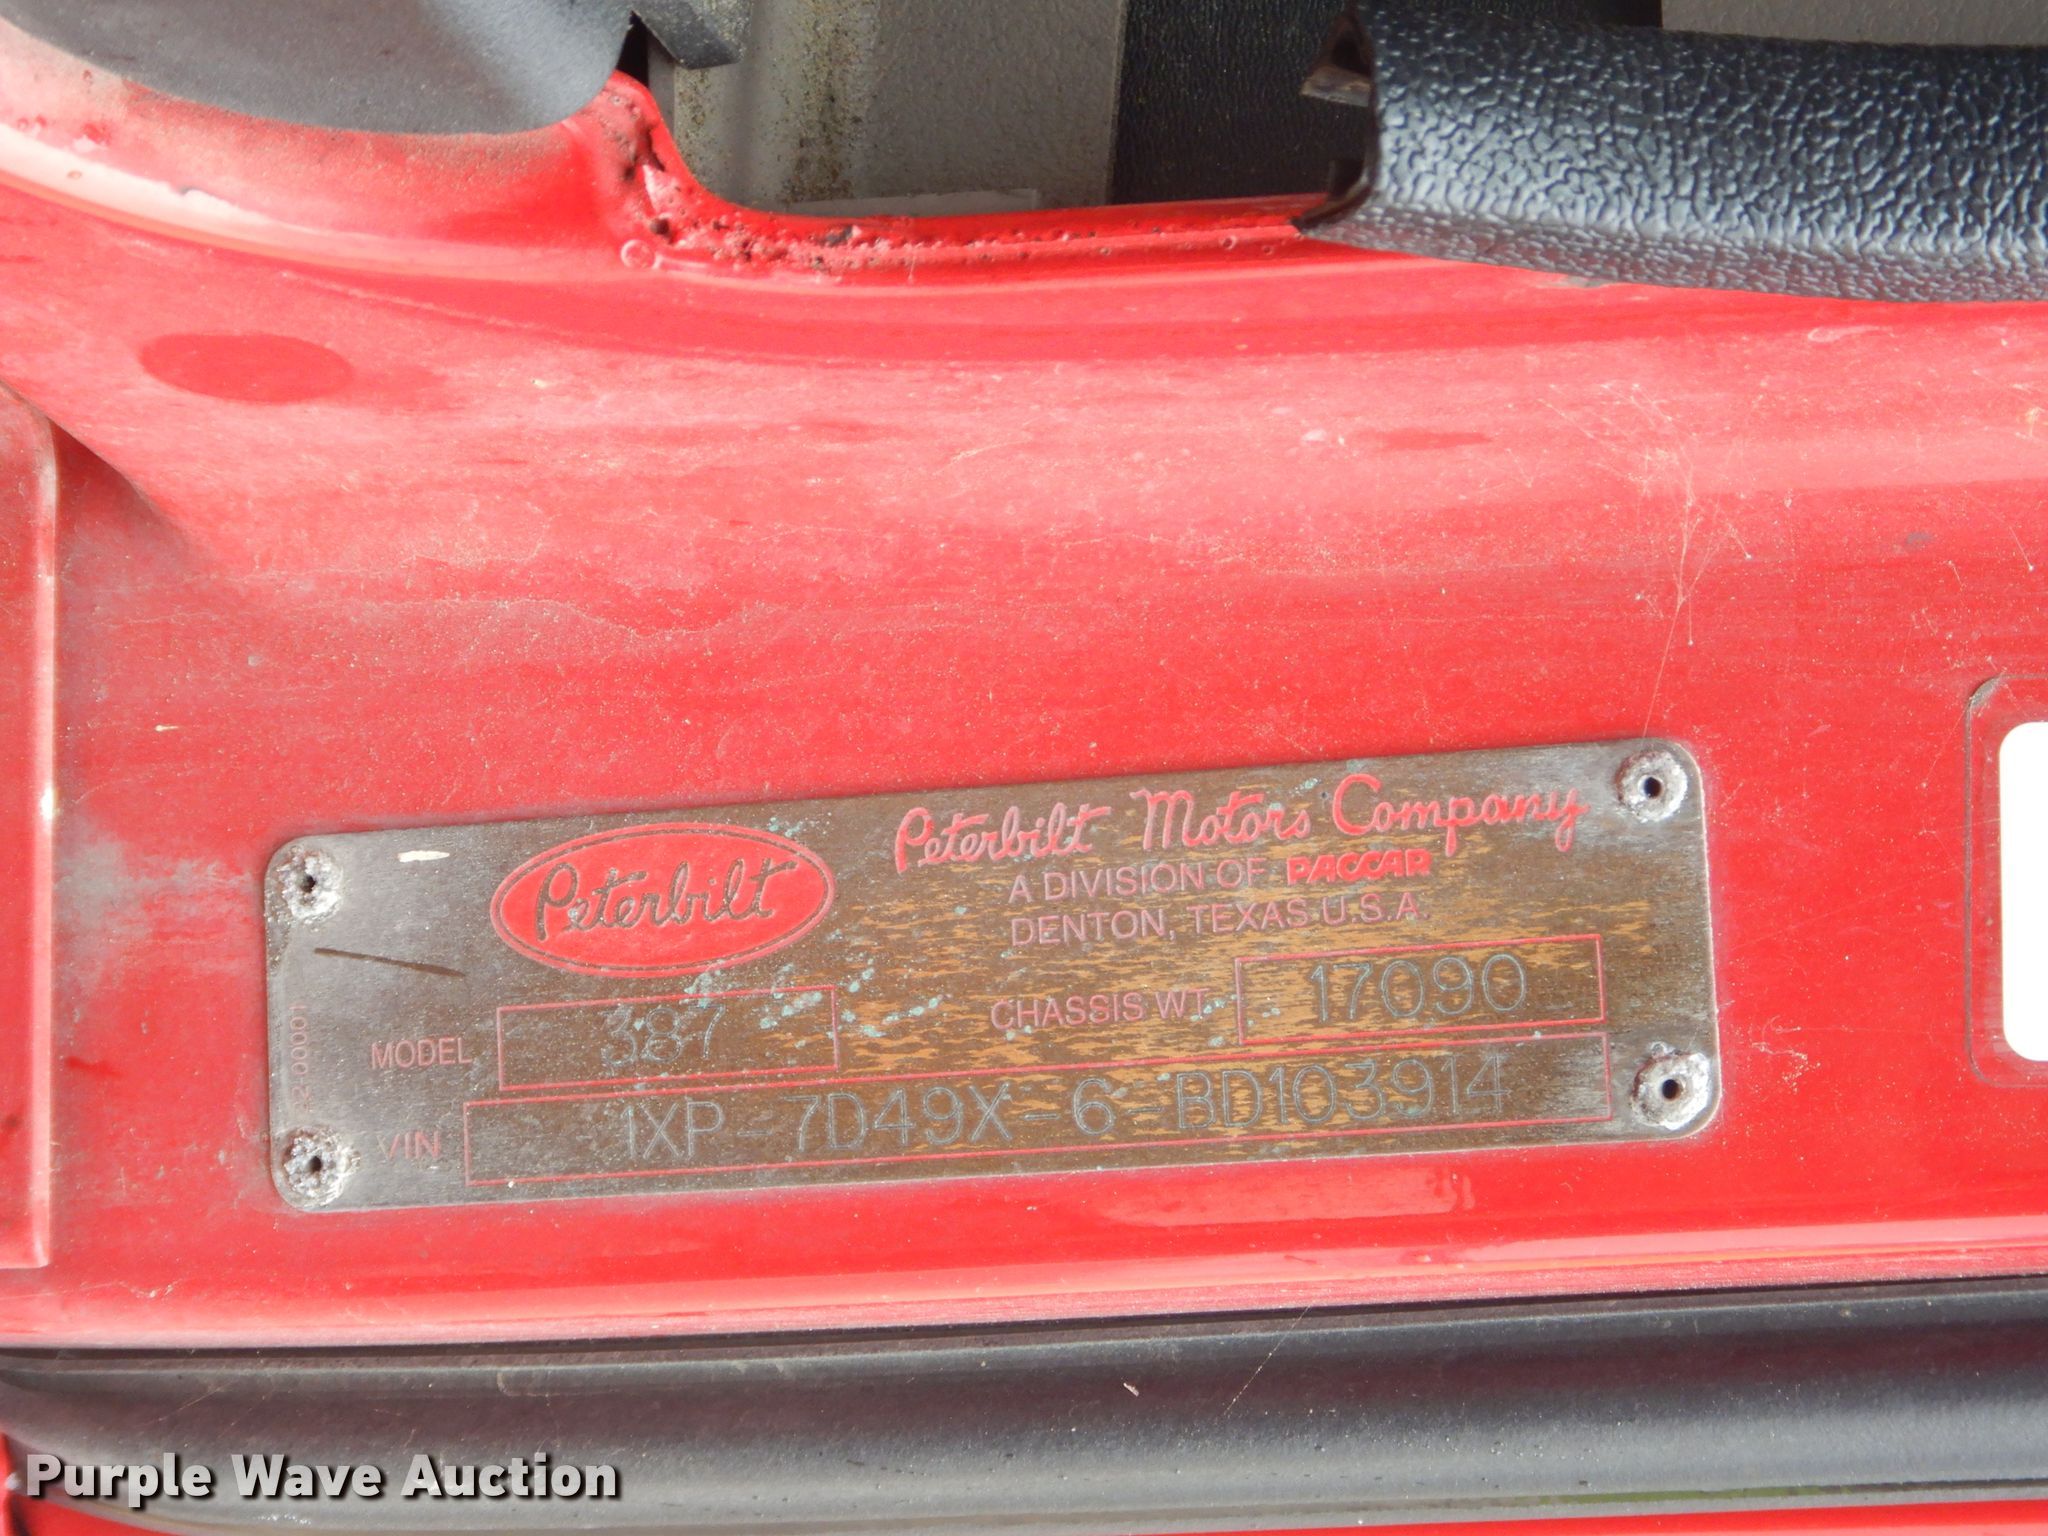 Peterbilt
Peterbilt Motors Company
A DIVISION OF PACCAR
DENTON, TEXAS U.S.A.
MODEL 387
CHASSIS WT 17090
VIN 1XP-7D49X-6-BD103914
Purple Wave Auction